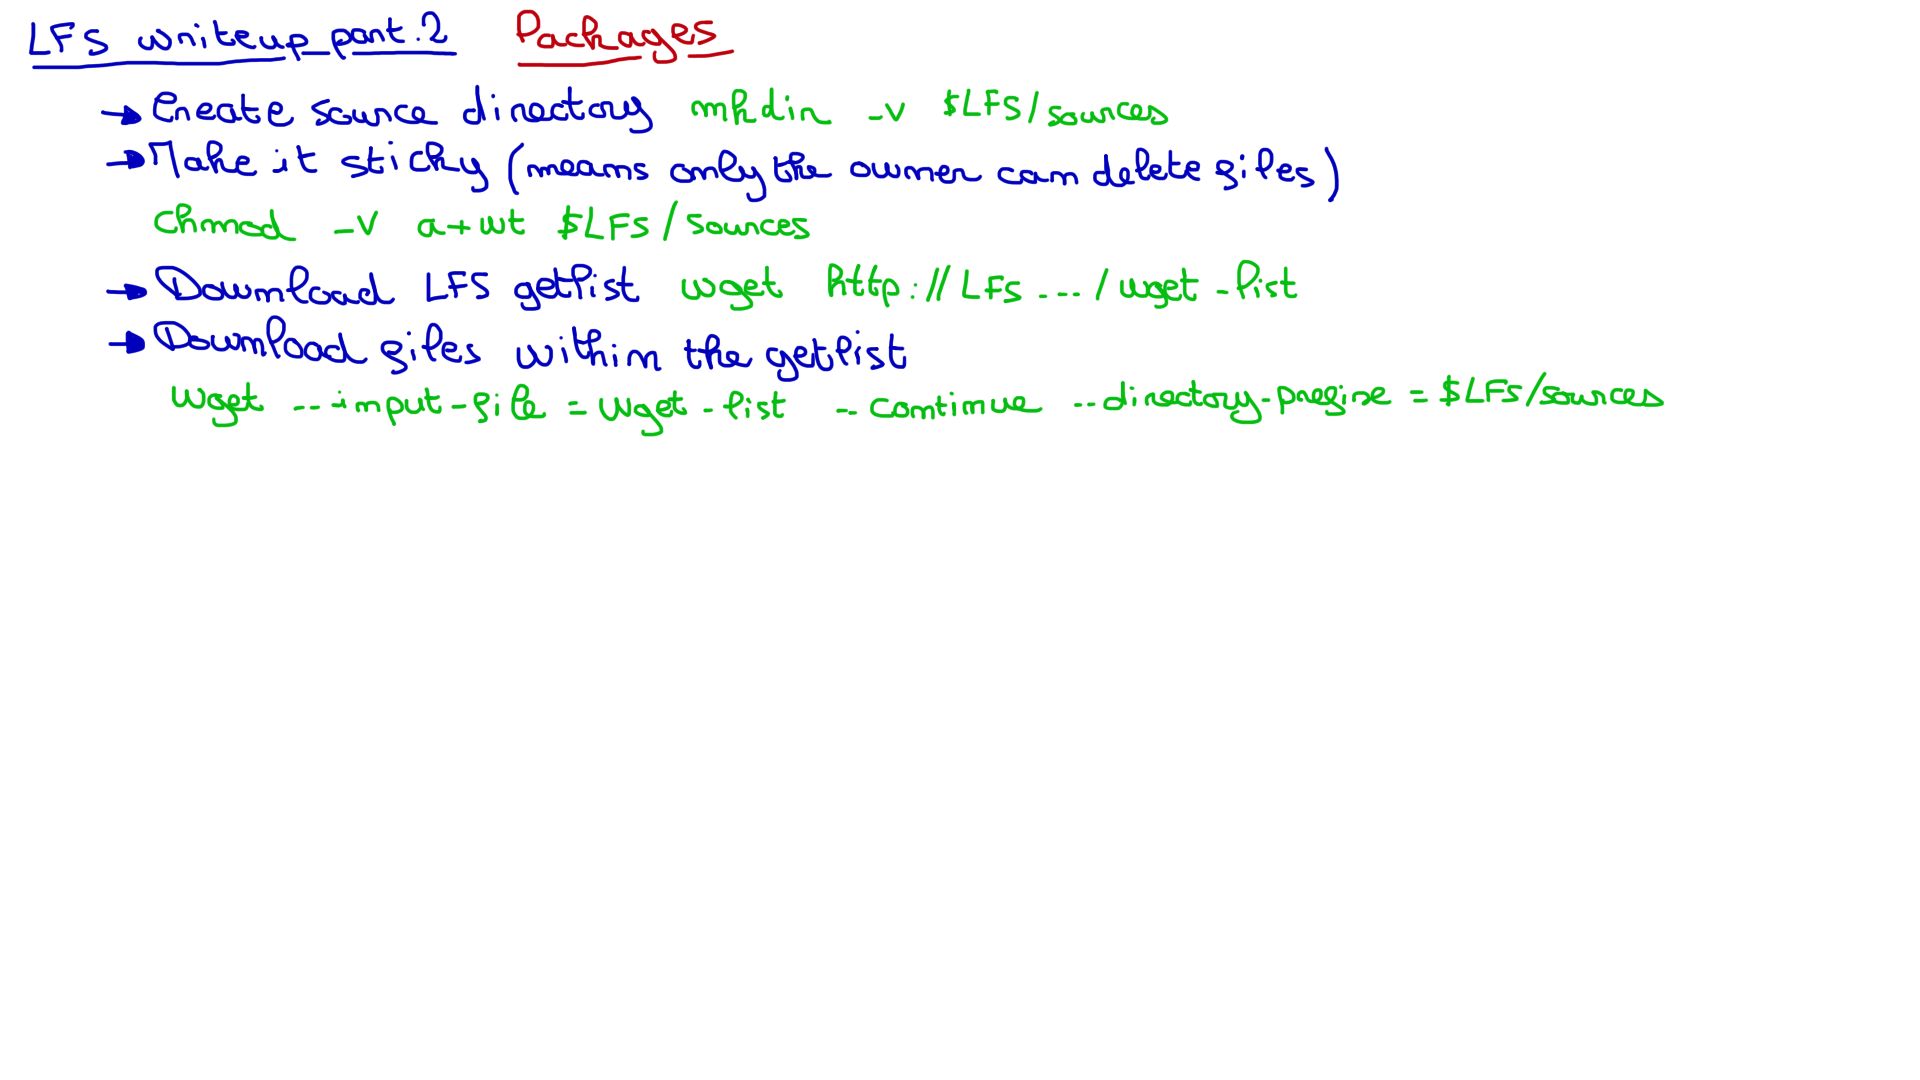 LFS writeup part.2 Packages
→ Create source directory mkdir -v $LFS/sources
→ Make it sticky (means only the owner can delete files)
chmod -v a+wt $LFS/sources
→ Download LFS getlist wget http://LFS---/wget-list
→ Download files within the getlist
wget --input-file=wget-list --continue --directory-prefixe=$LFS/sources